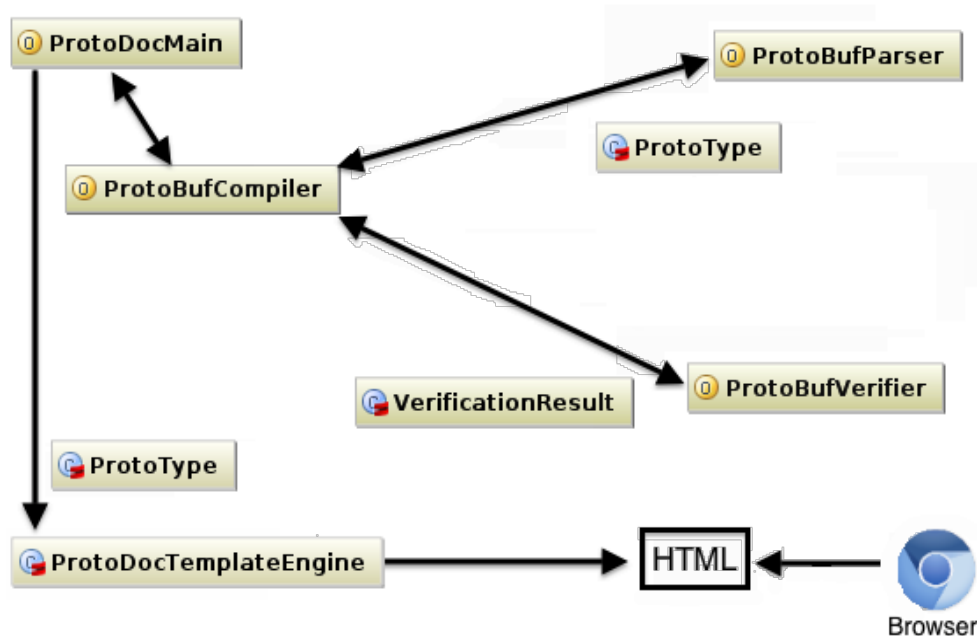 ProtoDocMain
ProtoBufParser
ProtoType
ProtoBufCompiler
ProtoBufVerifier
VerificationResult
ProtoType
ProtoDocTemplateEngine
HTML
Browser